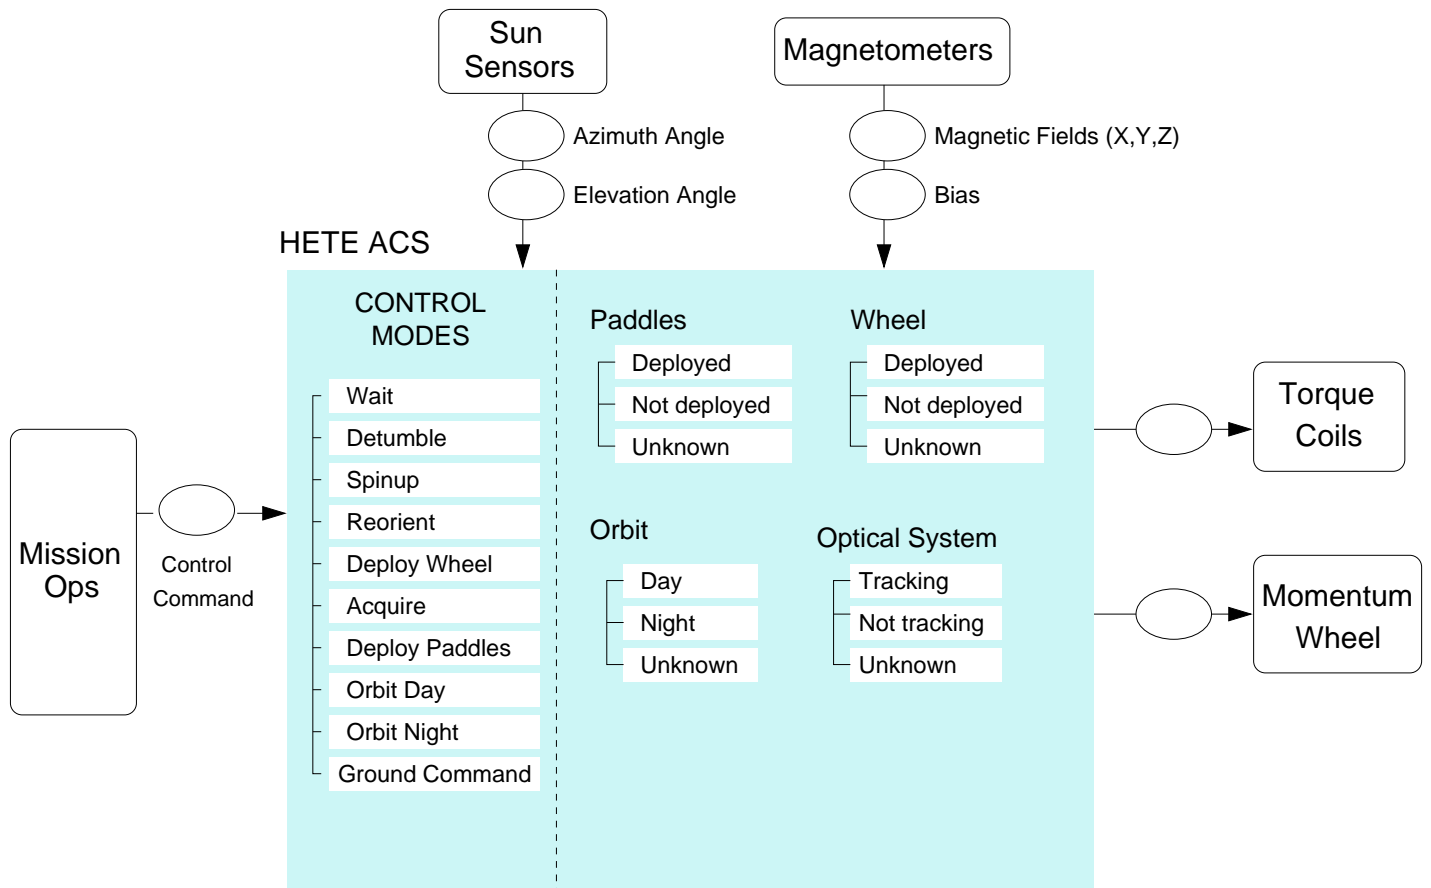 Sun
Sensors
Magnetometers
Azimuth Angle
Magnetic Fields (X,Y,Z)
Elevation Angle
Bias
HETE ACS
CONTROL
MODES
Wait
Detumble
Spinup
Reorient
Deploy Wheel
Acquire
Deploy Paddles
Orbit Day
Orbit Night
Ground Command
Paddles
Deployed
Not deployed
Unknown
Wheel
Deployed
Not deployed
Unknown
Orbit
Day
Night
Unknown
Optical System
Tracking
Not tracking
Unknown
Mission
Ops
Control
Command
Torque
Coils
Momentum
Wheel